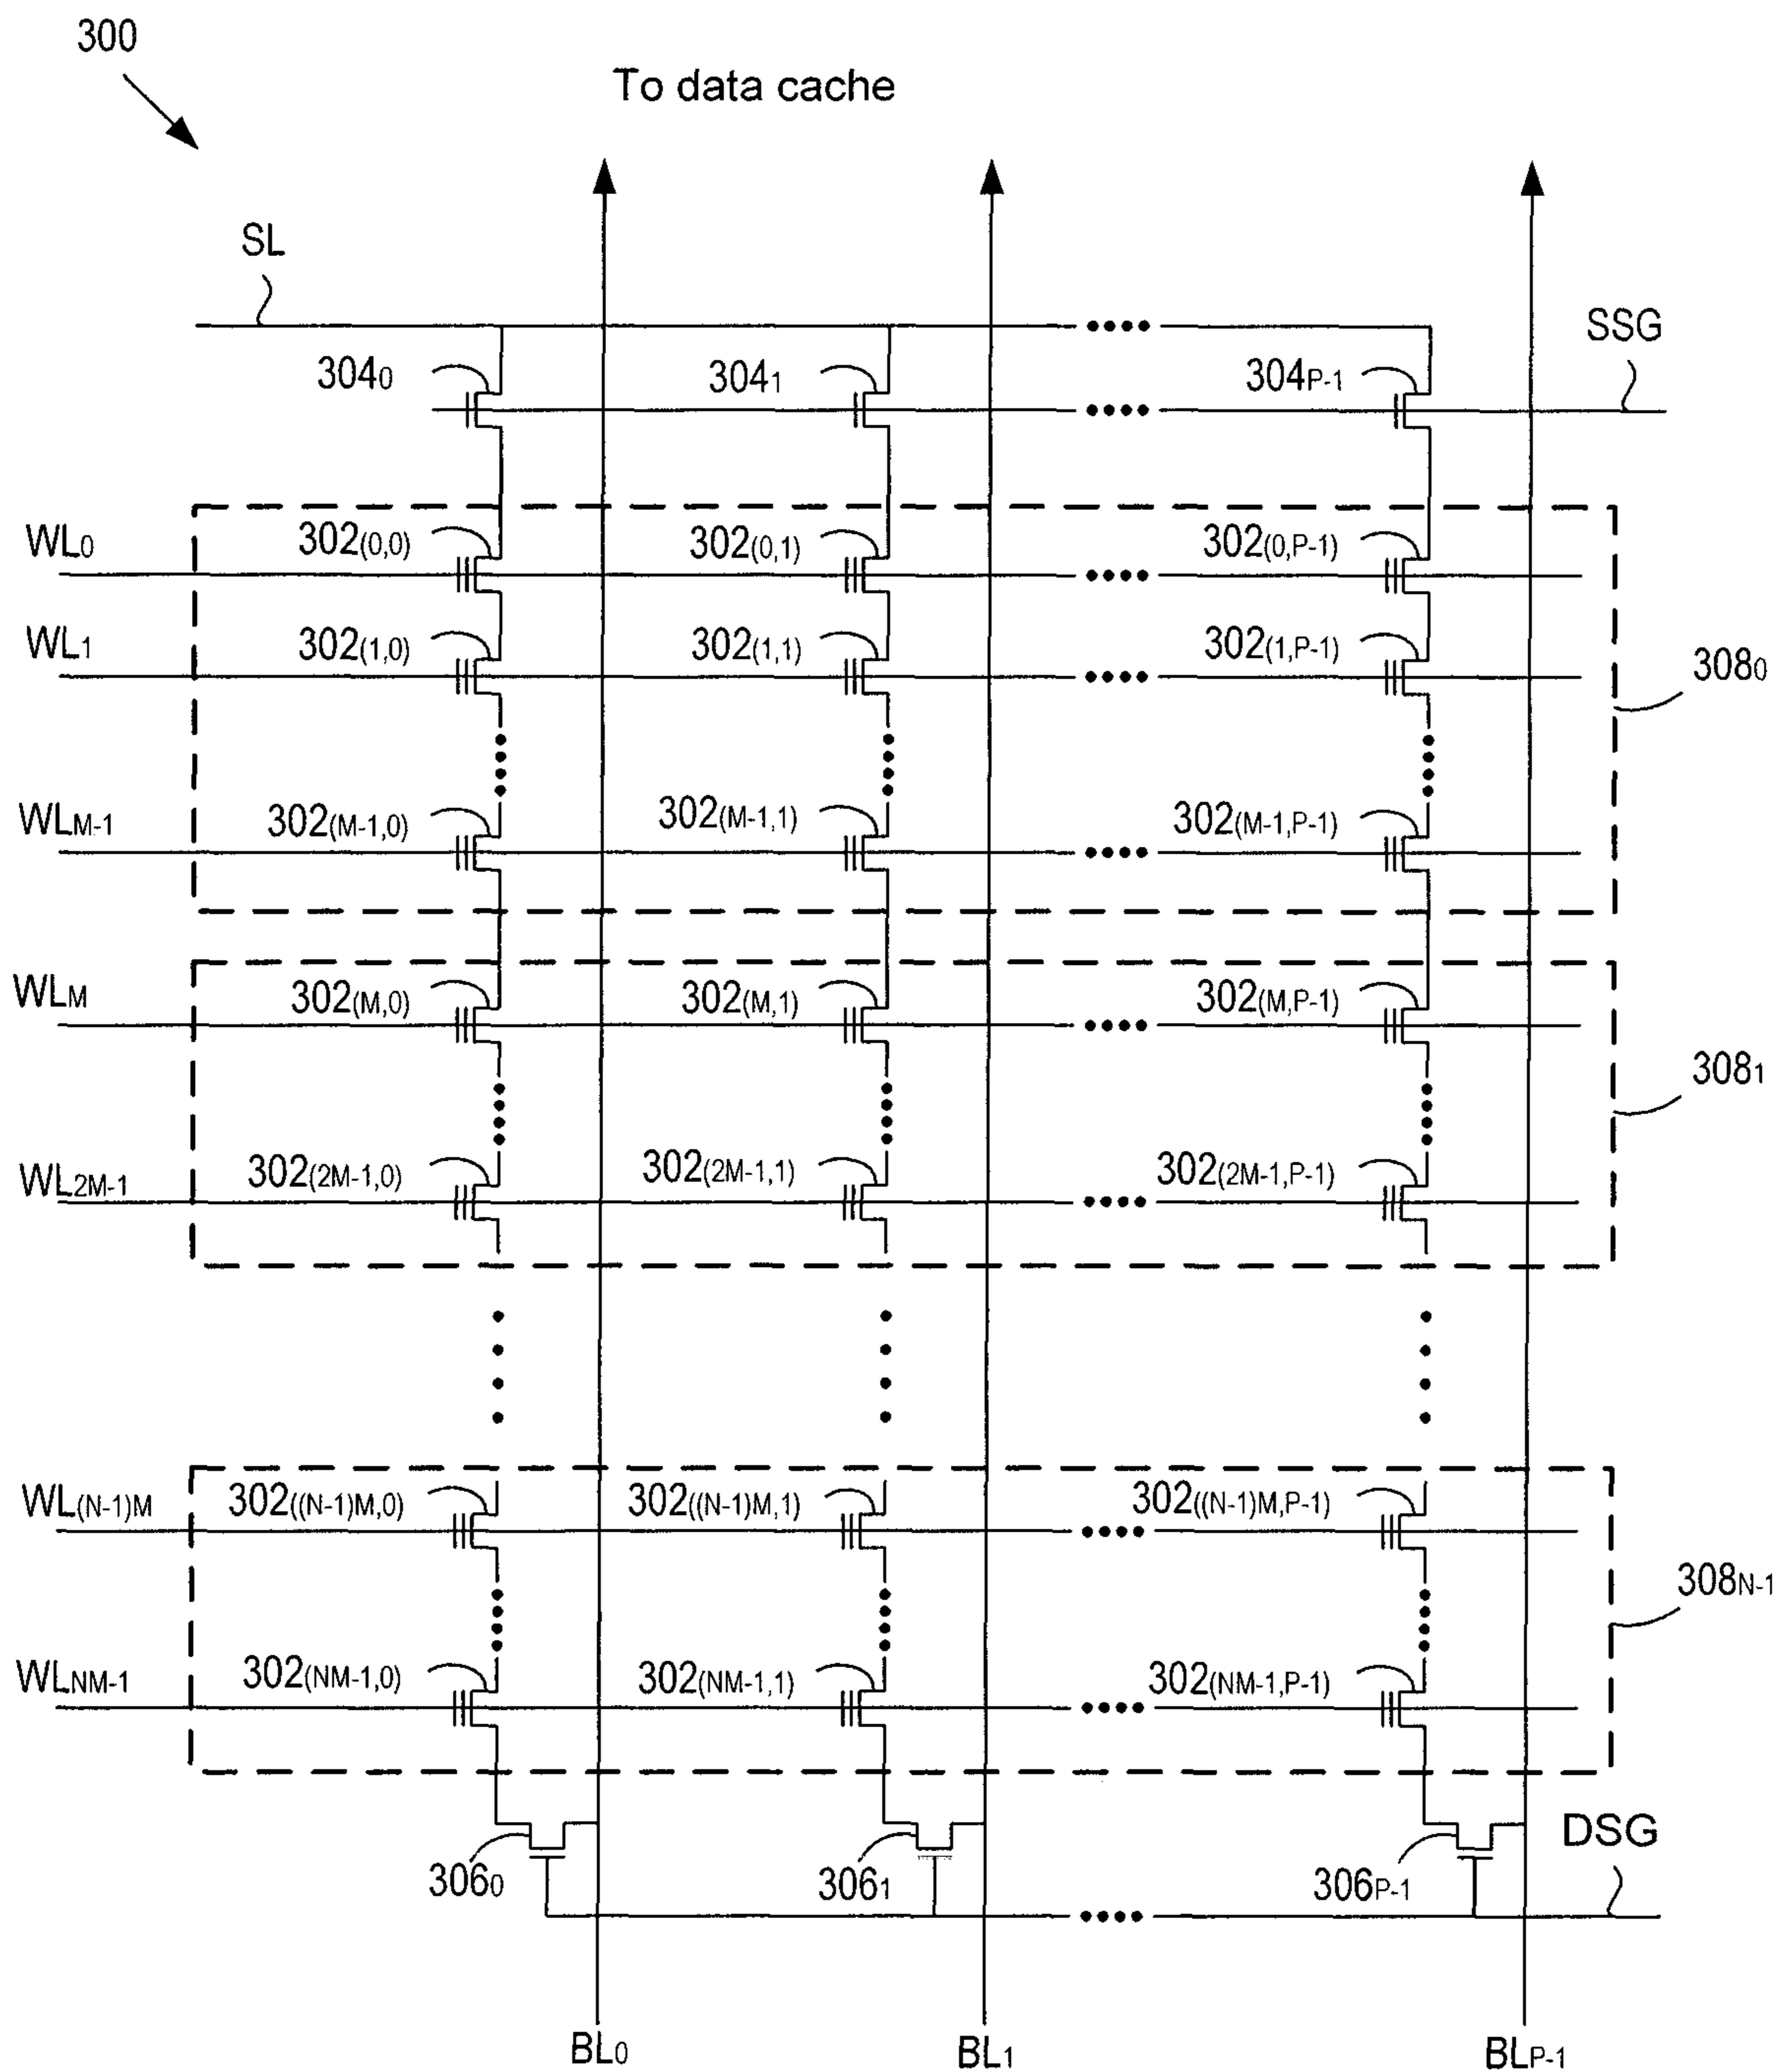 300
To data cache
SL
SSG
304₀ 304₁ 304P-1
WL₀ 302(0,0) 302(0,1) 302(0,P-1)
WL₁ 302(1,0) 302(1,1) 302(1,P-1)
308₀
WLM-1 302(M-1,0) 302(M-1,1) 302(M-1,P-1)
WLM 302(M,0) 302(M,1) 302(M,P-1)
308₁
WL2M-1 302(2M-1,0) 302(2M-1,1) 302(2M-1,P-1)
WL(N-1)M 302((N-1)M,0) 302((N-1)M,1) 302((N-1)M,P-1)
308N-1
WLNM-1 302(NM-1,0) 302(NM-1,1) 302(NM-1,P-1)
DSG
306₀ 306₁ 306P-1
BL₀ BL₁ BLP-1